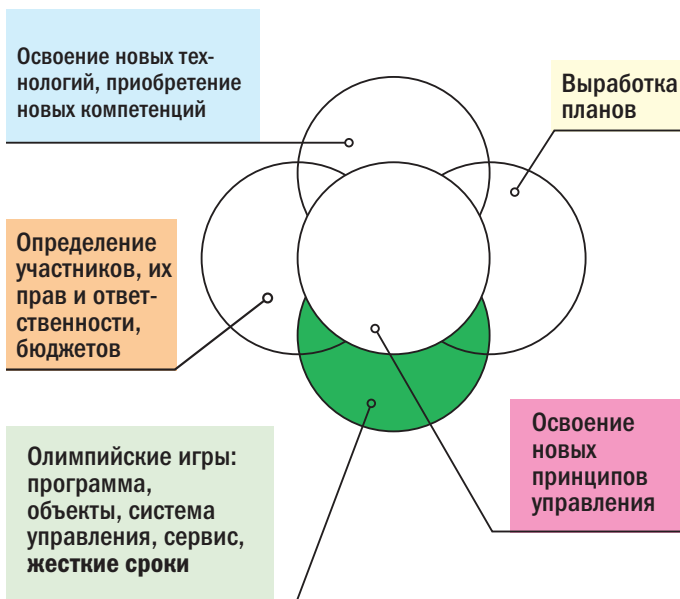 Освоение новых тех-
нологий, приобретение
новых компетенций
Выработка
планов
Определение
участников, их
прав и ответ-
ственности,
бюджетов
Олимпийские игры:
программа,
объекты, система
управления, сервис,
жесткие сроки
Освоение
новых
принципов
управления